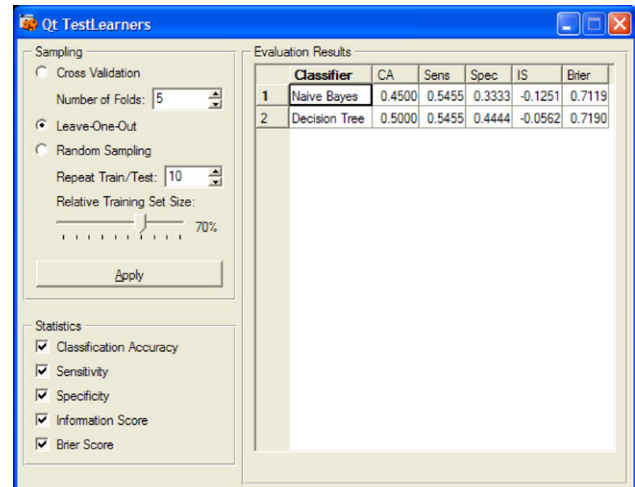 Qt TestLearners
Sampling
Cross Validation
Number of Folds: 5
Leave-One-Out
Random Sampling
Repeat Train/Test: 10
Relative Training Set Size:
70%
Apply
Statistics
Classification Accuracy
Sensitivity
Specificity
Information Score
Brier Score
Evaluation Results
Classifier CA Sens Spec IS Brier
1 Naive Bayes 0.4500 0.5455 0.3333 -0.1251 0.7119
2 Decision Tree 0.5000 0.5455 0.4444 -0.0562 0.7190